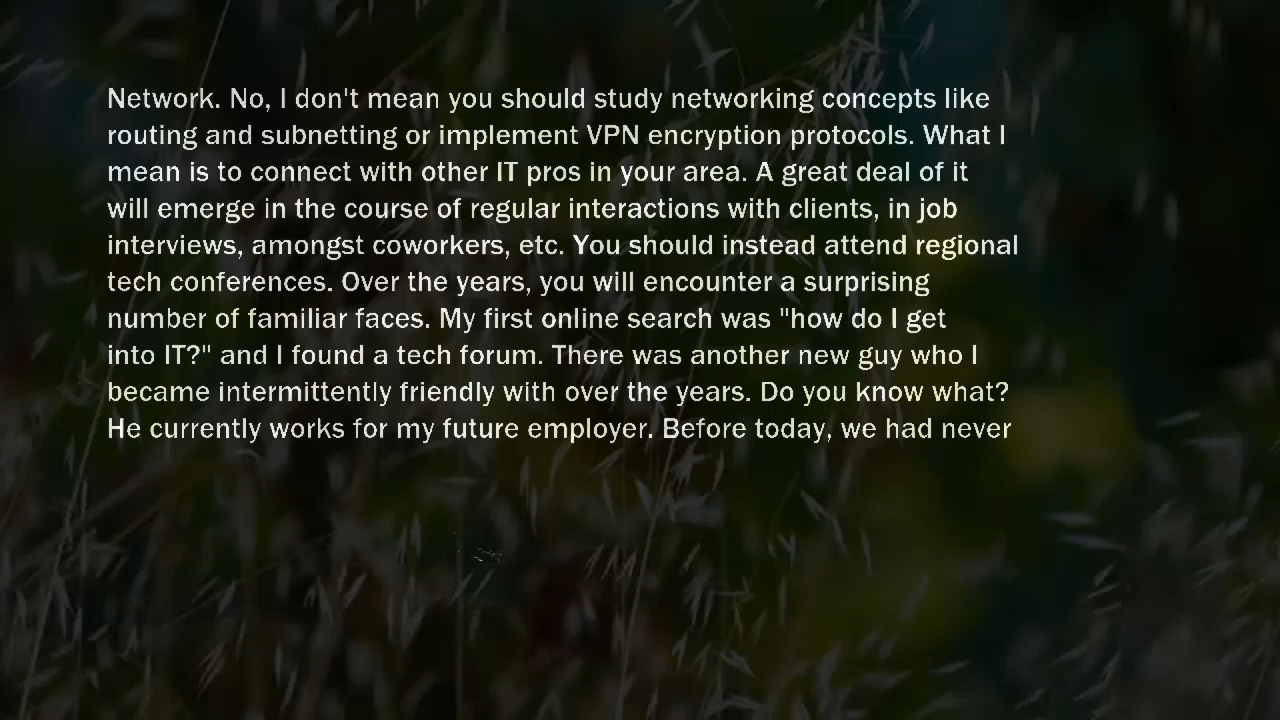 Network. No, I don't mean you should study networking concepts like
routing and subnetting or implement VPN encryption protocols. What I
mean is to connect with other IT pros in your area. A great deal of it
will emerge in the course of regular interactions with clients, in job
interviews, amongst coworkers, etc. You should instead attend regional
tech conferences. Over the years, you will encounter a surprising
number of familiar faces. My first online search was "how do I get
into IT?" and I found a tech forum. There was another new guy who I
became intermittently friendly with over the years. Do you know what?
He currently works for my future employer. Before today, we had never